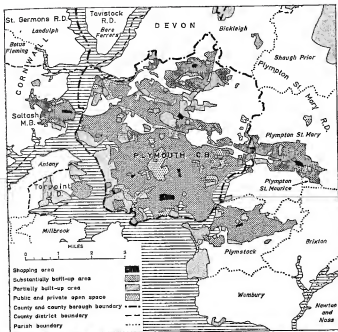 St. Germans R.D.
Tavistock
R.D.
DEVON
Landulph
Bere
Ferrers
Bickleigh
Botus
Fleming
CORNWALL
Shaugh Prior
Plympton St. Mary R.D.
Saltash
M.B.
Plympton St. Mary
PLYMOUTH C.B.
Antony
Plympton
St. Maurice
Torpoint
Millbrook
Brixton
Plymstock
MILES
Wembury
Newton
and
Noss
Shopping area
Substantially built-up area
Partially built-up area
Public and private open space
County and county borough boundary
County district boundary
Parish boundary